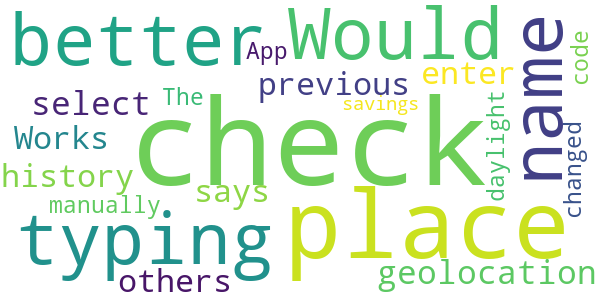 better
App
Would
name
code
select
The
previous
enter
savings
Works
check
daylight
changed
history
says
manually
typing
place
others
geolocation